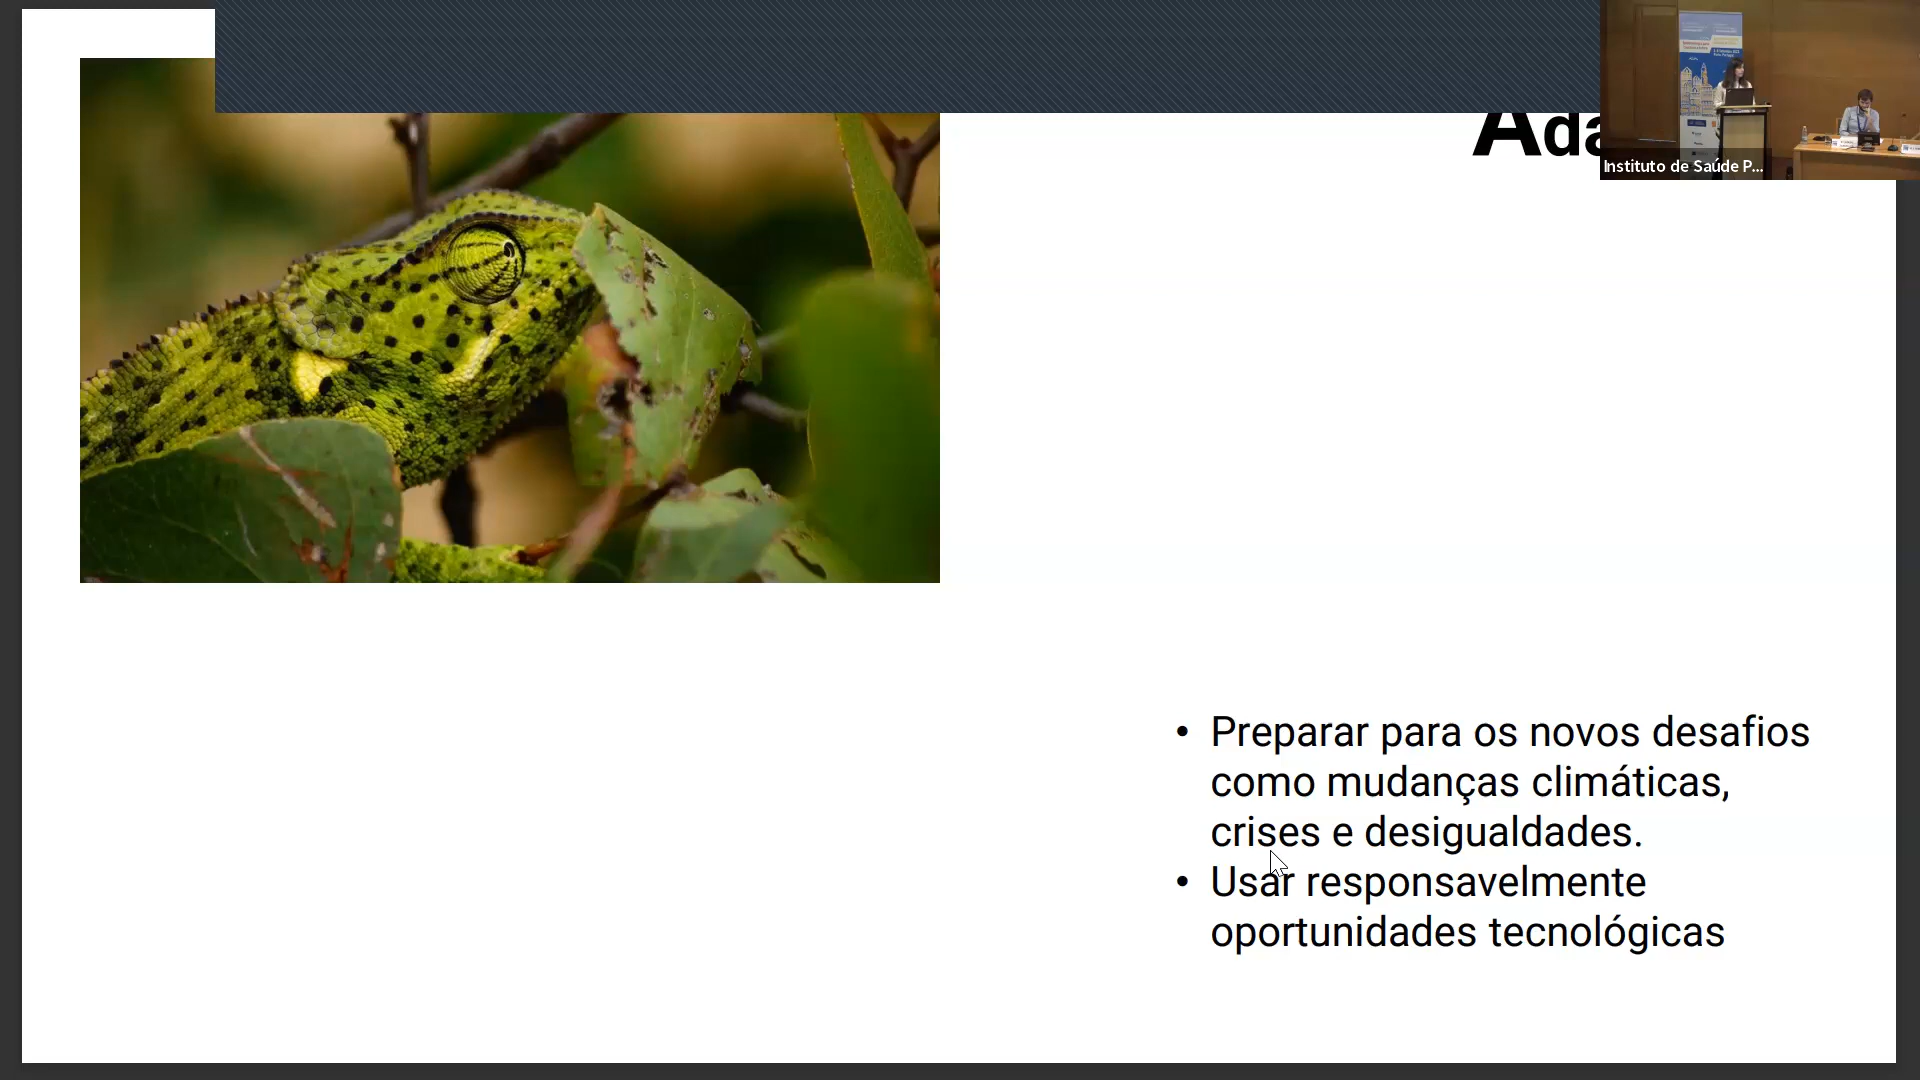 Ada
Instituto de Saúde P...
• Preparar para os novos desafios
como mudanças climáticas,
crises e desigualdades.
• Usar responsavelmente
oportunidades tecnológicas